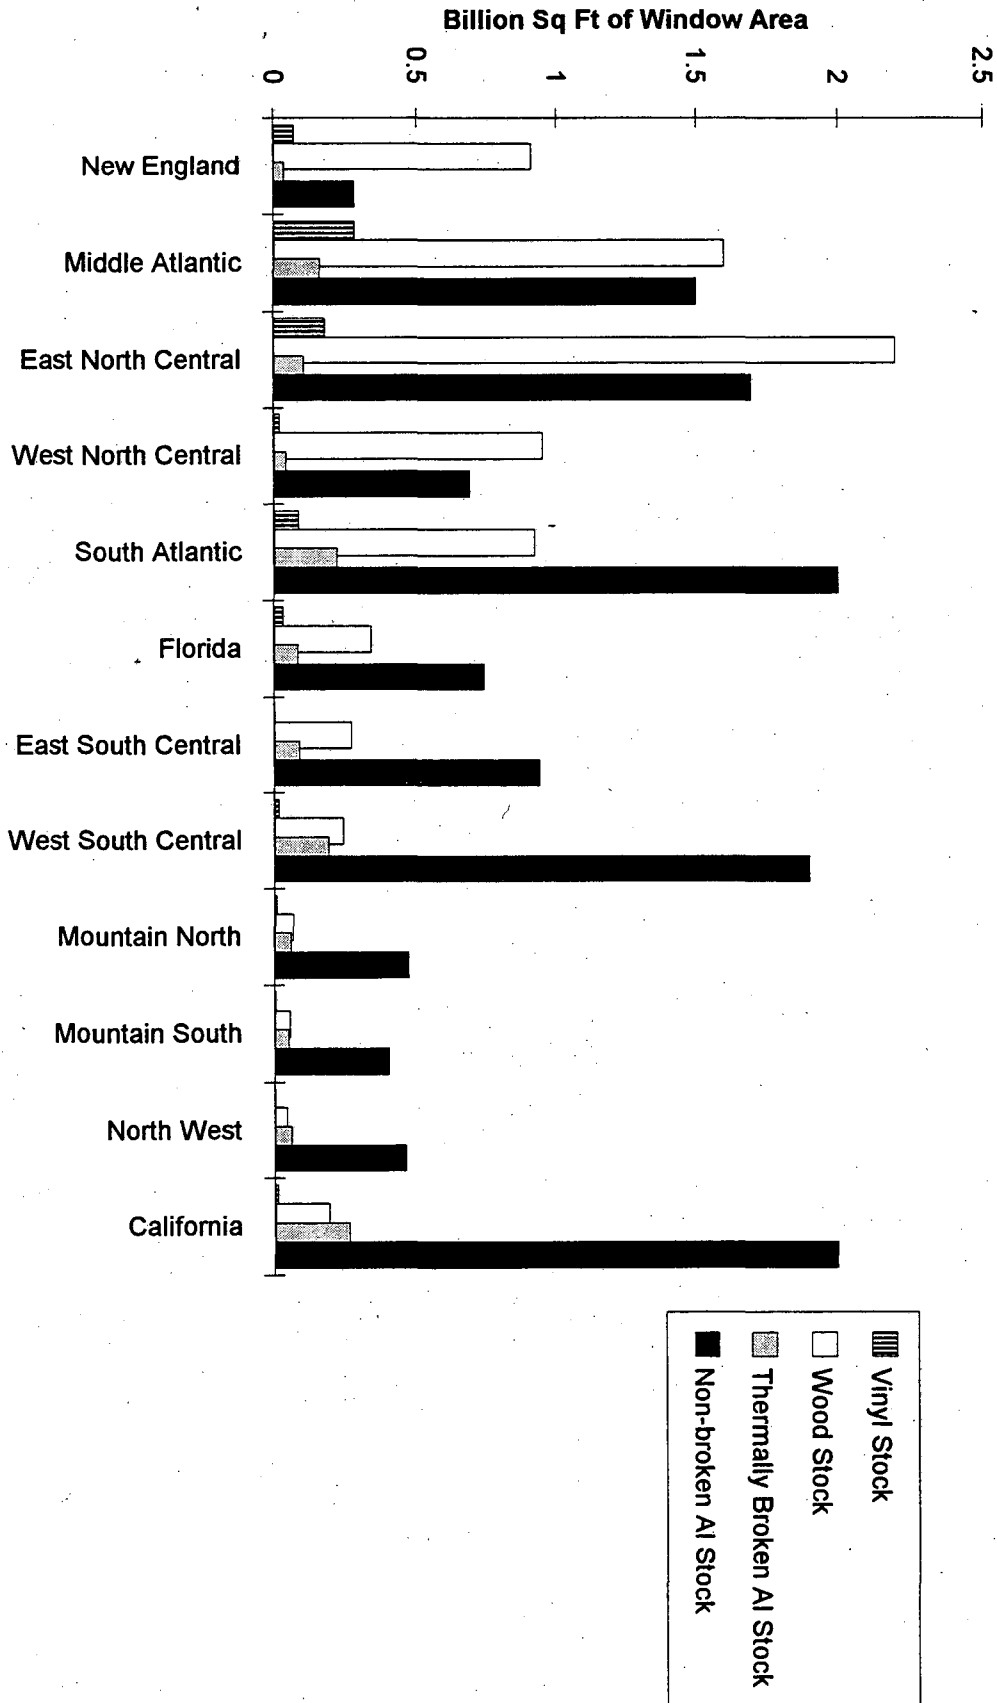 Billion Sq Ft of Window Area
0
0.5
1
1.5
2
2.5
New England
Middle Atlantic
East North Central
West North Central
South Atlantic
Florida
East South Central
West South Central
Mountain North
Mountain South
North West
California
Vinyl Stock
Wood Stock
Thermally Broken Al Stock
Non-broken Al Stock